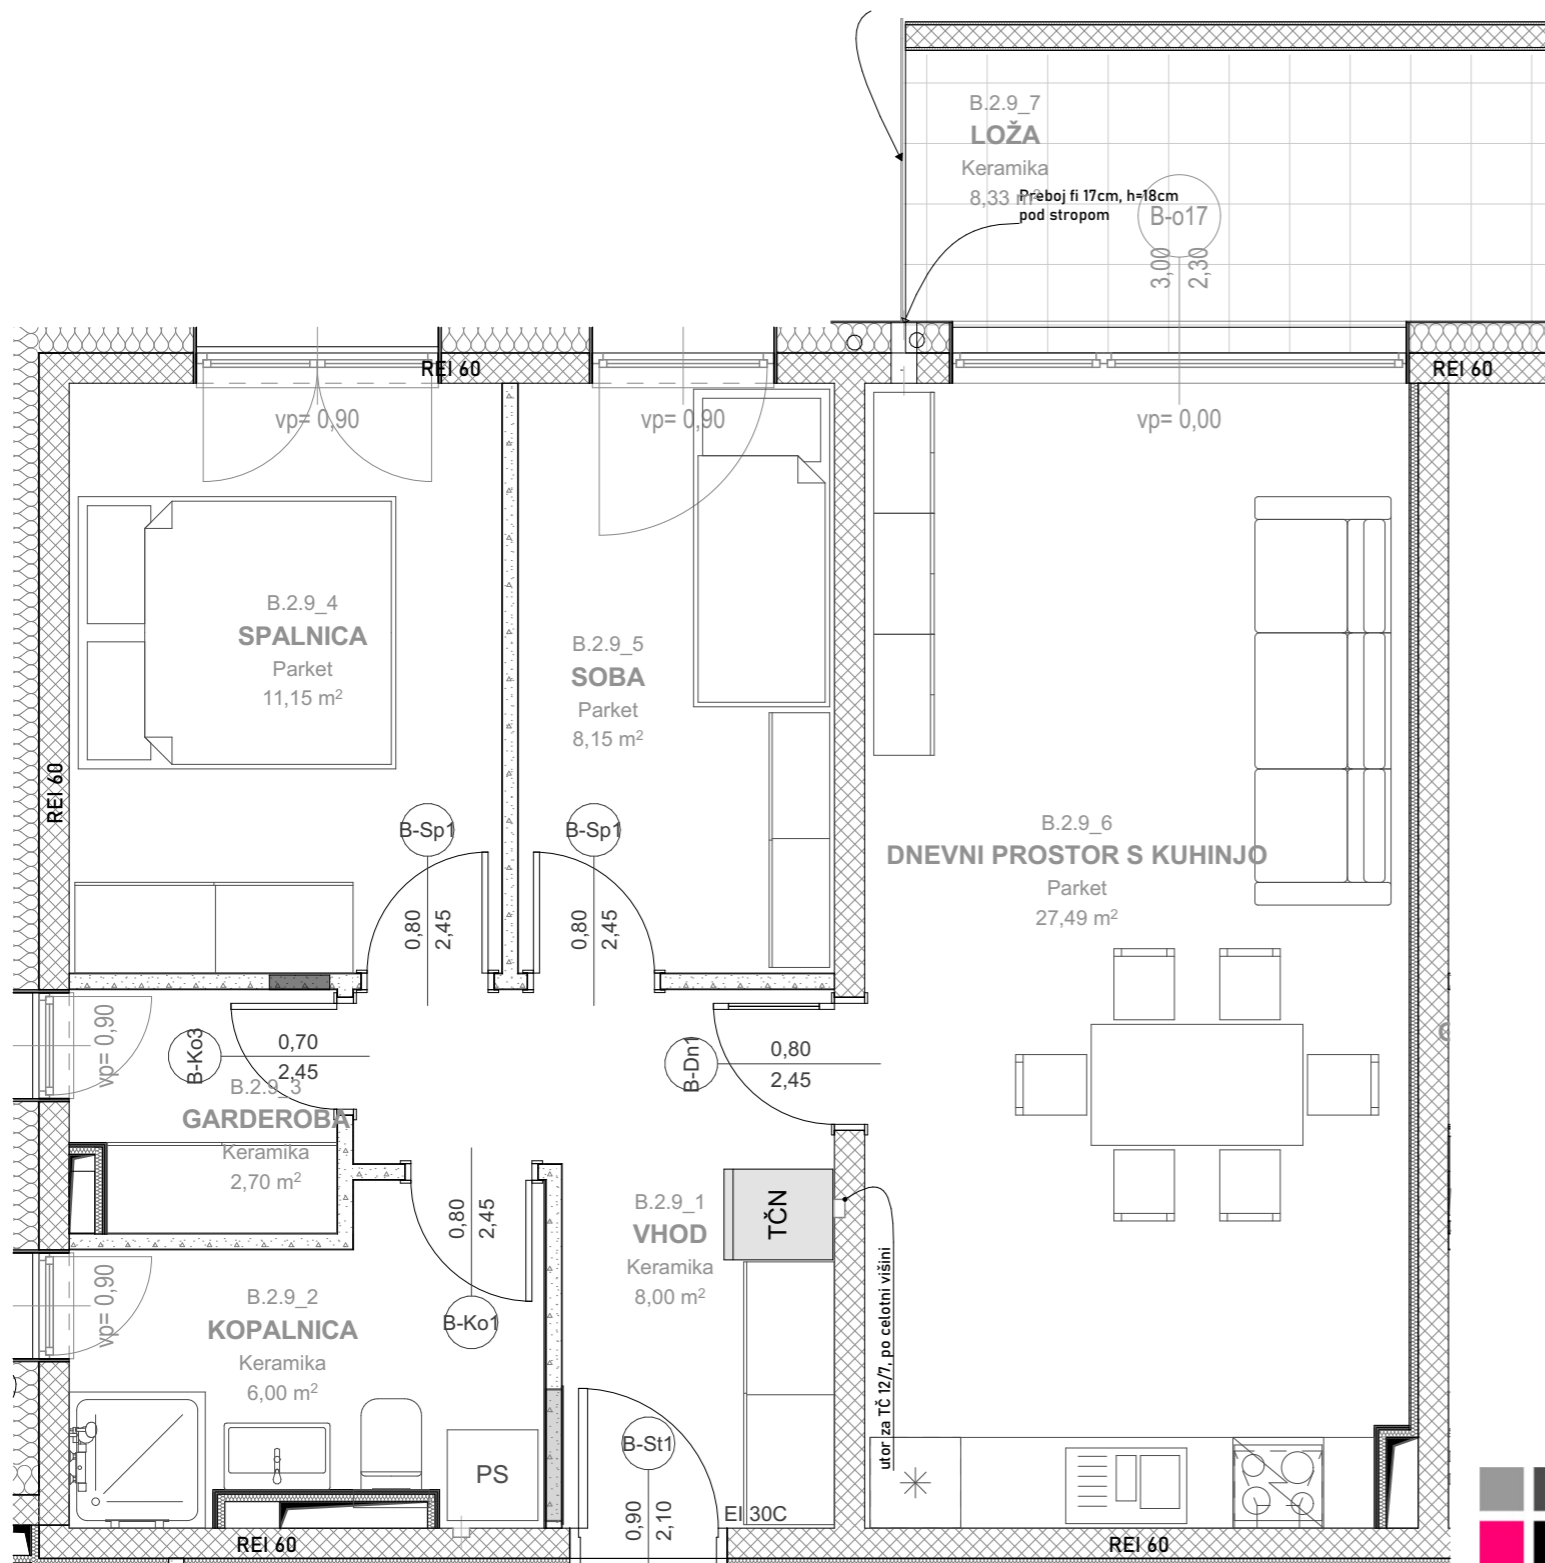 B.2.9_7
LOŽA
Keramika
8,33 m²
Preboj fi 17cm, h=18cm
pod stropom
B-o17
3,00
2,30
REI 60
REI 60
vp= 0,90
vp= 0,90
vp= 0,00
B.2.9_4
SPALNICA
Parket
11,15 m²
B.2.9_5
SOBA
Parket
8,15 m²
REI 60
B-Sp1
0,80
2,45
B-Sp1
0,80
2,45
B.2.9_6
DNEVNI PROSTOR S KUHINJO
Parket
27,49 m²
vp= 0,90
B-Ko3
0,70
2,45
B.2.9_3
GARDEROBA
Keramika
2,70 m²
B-Dn1
0,80
2,45
0,80
2,45
B-Ko1
B.2.9_1
VHOD
Keramika
8,00 m²
TČN
utor za TČ 12/7, po celotni višini
vp= 0,90
B.2.9_2
KOPALNICA
Keramika
6,00 m²
PS
B-St1
0,90
2,10
EI 30C
REI 60
REI 60